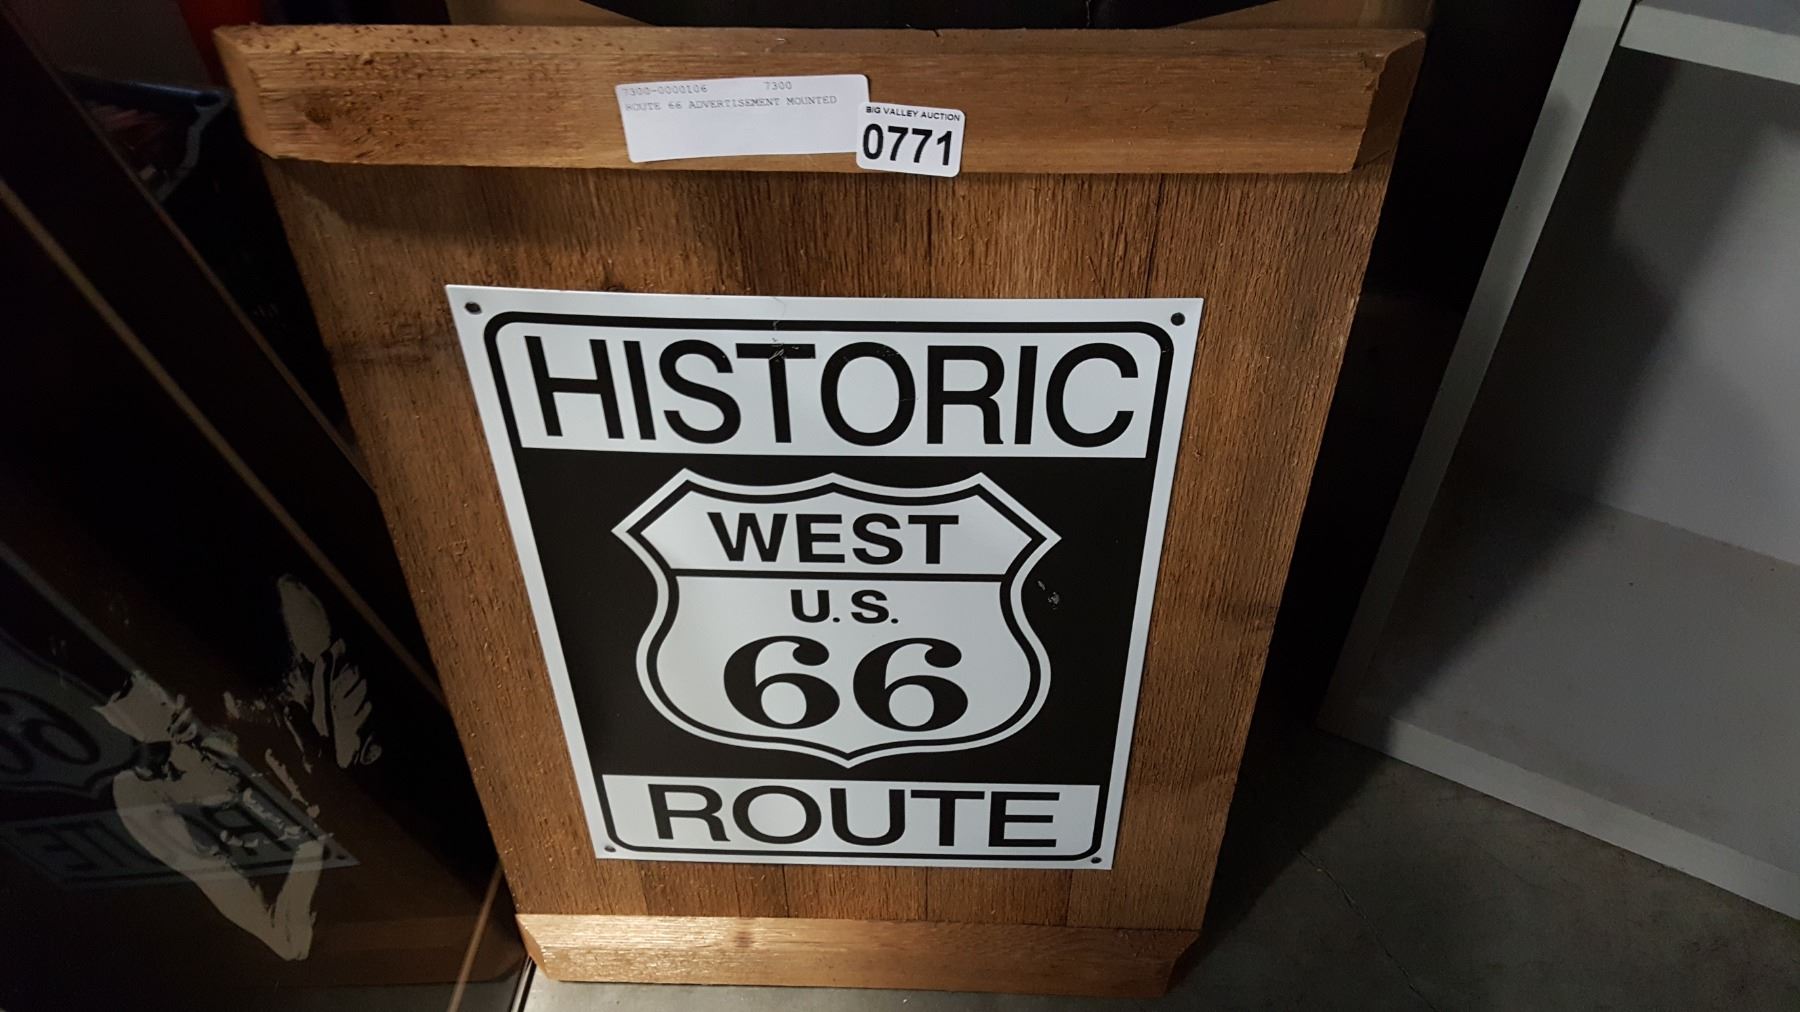 7300-0000106 7300
ROUTE 66 ADVERTISEMENT MOUNTED
BIG VALLEY AUCTION
0771
HISTORIC
WEST
U.S.
66
ROUTE